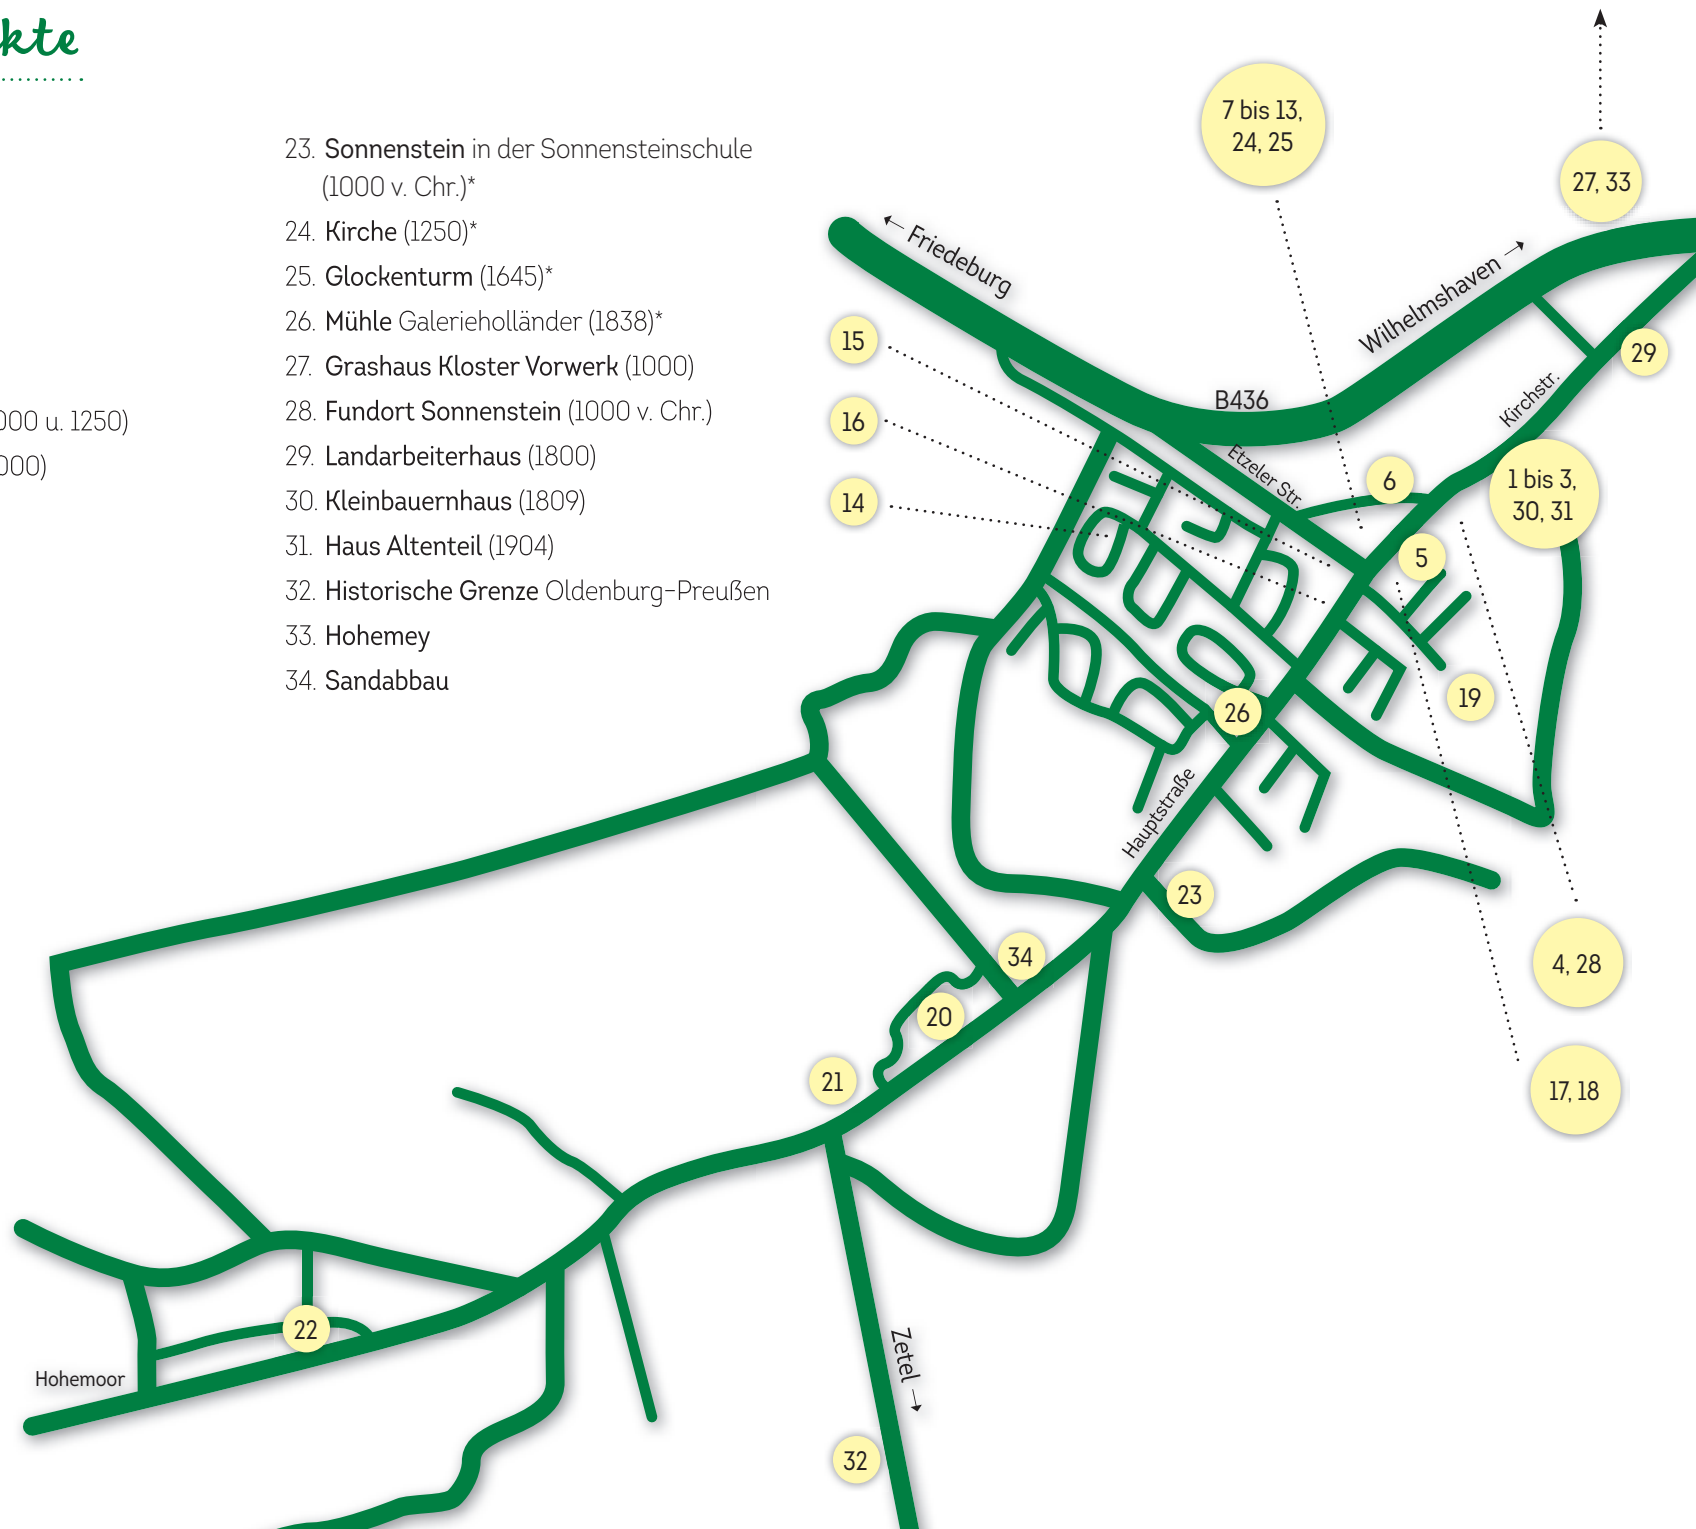 kte
23. Sonnenstein in der Sonnensteinschule
(1000 v. Chr.)*
24. Kirche (1250)*
25. Glockenturm (1645)*
26. Mühle Galerieholländer (1838)*
27. Grashaus Kloster Vorwerk (1000)
28. Fundort Sonnenstein (1000 v. Chr.)
29. Landarbeiterhaus (1800)
30. Kleinbauernhaus (1809)
31. Haus Altenteil (1904)
32. Historische Grenze Oldenburg-Preußen
33. Hohemey
34. Sandabbau
000 u. 1250)
000)
7 bis 13,
24, 25
27, 33
← Friedeburg
Wilhelmshaven →
15
16
14
B436
29
Kirchstr.
Etzeler Str.
6
1 bis 3,
30, 31
5
19
26
Hauptstraße
23
34
4, 28
20
21
17, 18
22
Hohemoor
Zetel →
32